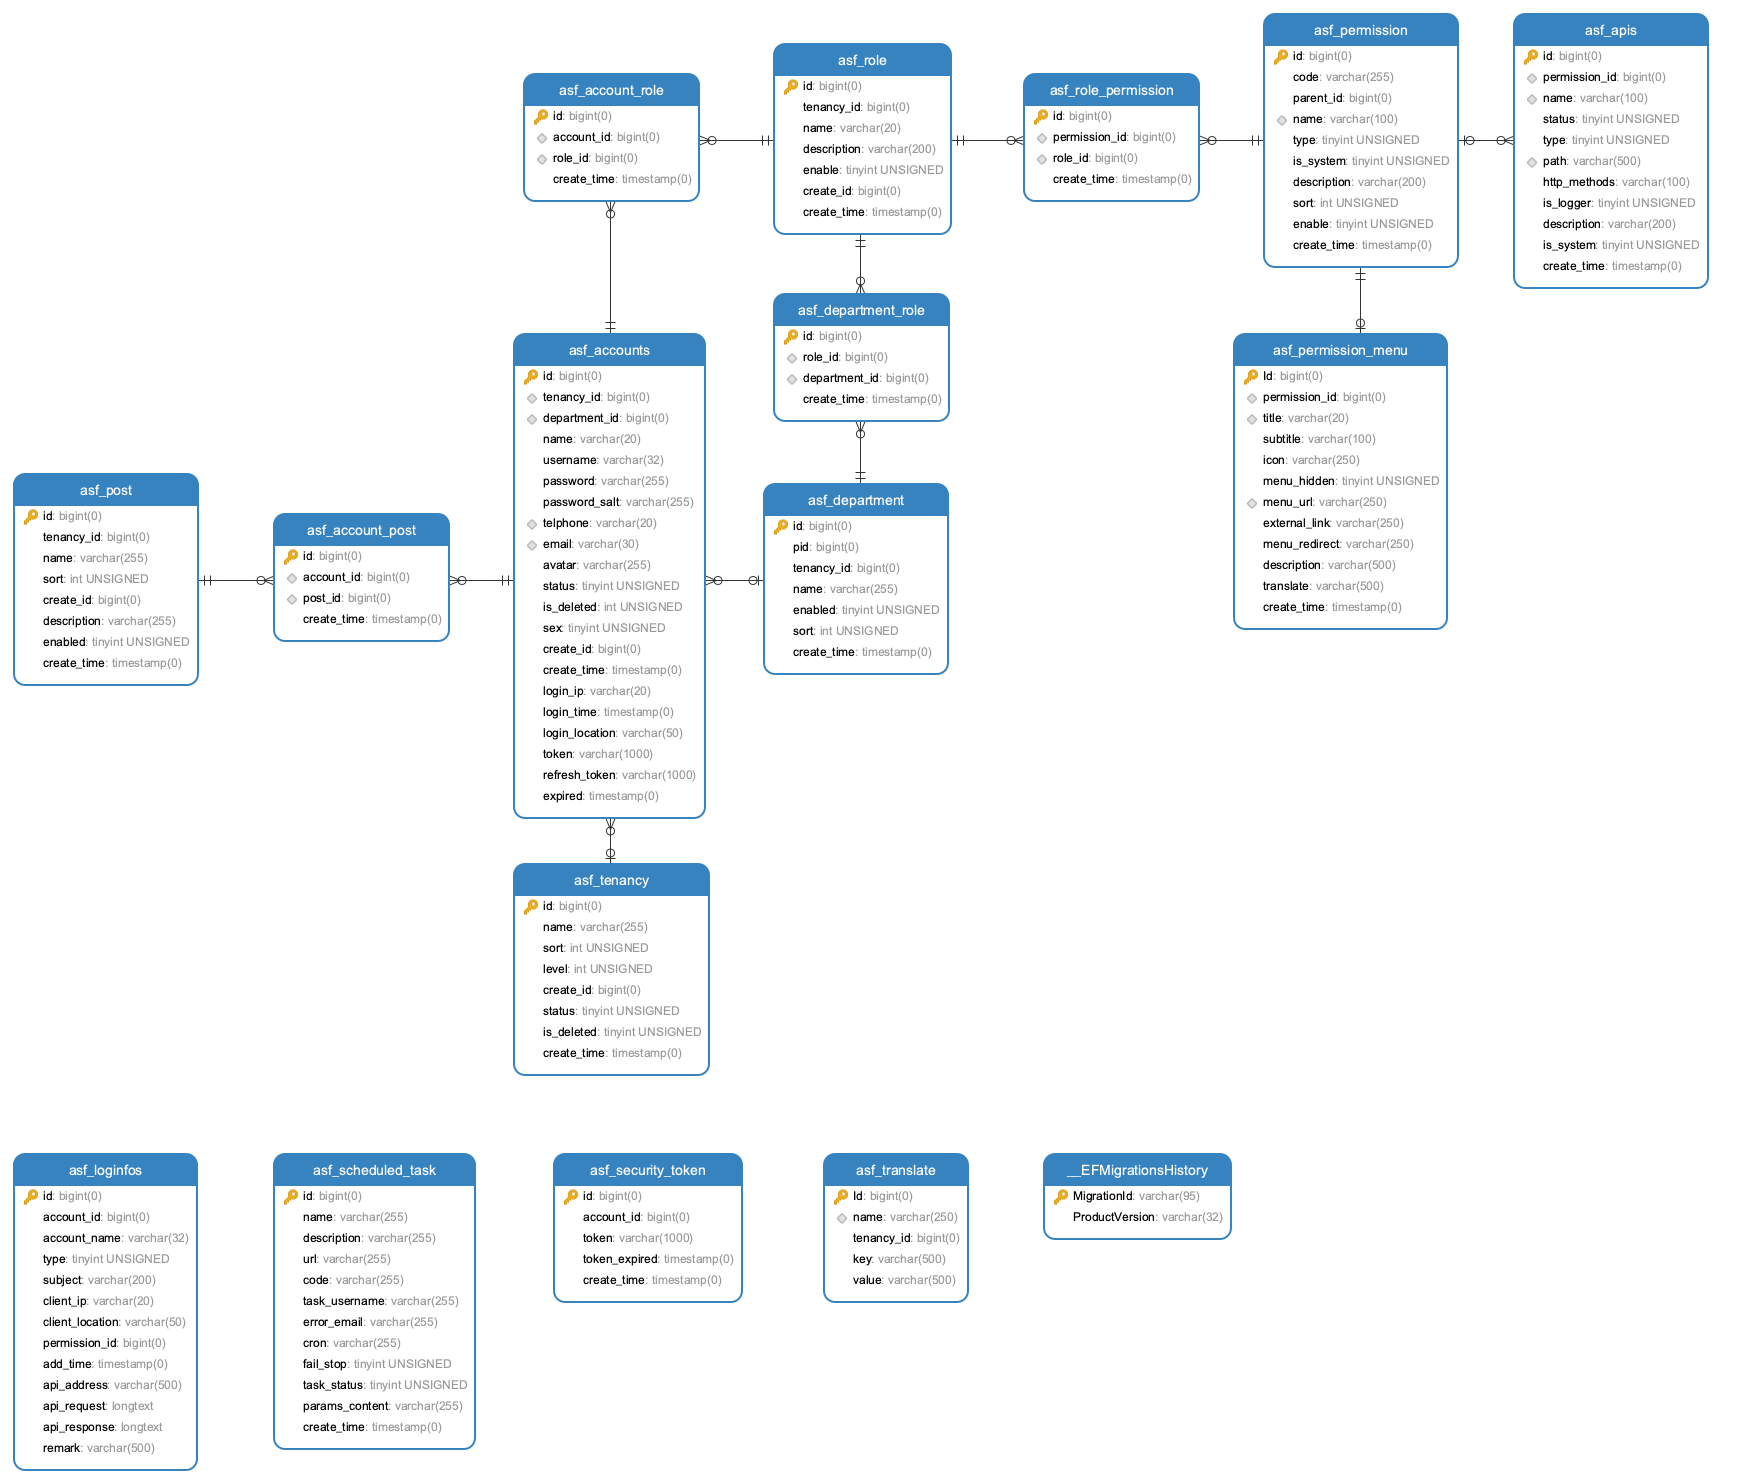 asf_account_role
id: bigint(0)
account_id: bigint(0)
role_id: bigint(0)
create_time: timestamp(0)
asf_role
id: bigint(0)
tenancy_id: bigint(0)
name: varchar(20)
description: varchar(200)
enable: tinyint UNSIGNED
create_id: bigint(0)
create_time: timestamp(0)
asf_role_permission
id: bigint(0)
permission_id: bigint(0)
role_id: bigint(0)
create_time: timestamp(0)
asf_permission
id: bigint(0)
code: varchar(255)
parent_id: bigint(0)
name: varchar(100)
type: tinyint UNSIGNED
is_system: tinyint UNSIGNED
description: varchar(200)
sort: int UNSIGNED
enable: tinyint UNSIGNED
create_time: timestamp(0)
asf_apis
id: bigint(0)
permission_id: bigint(0)
name: varchar(100)
status: tinyint UNSIGNED
type: tinyint UNSIGNED
path: varchar(500)
http_methods: varchar(100)
is_logger: tinyint UNSIGNED
description: varchar(200)
is_system: tinyint UNSIGNED
create_time: timestamp(0)
asf_post
id: bigint(0)
tenancy_id: bigint(0)
name: varchar(255)
sort: int UNSIGNED
create_id: bigint(0)
description: varchar(255)
enabled: tinyint UNSIGNED
create_time: timestamp(0)
asf_account_post
id: bigint(0)
account_id: bigint(0)
post_id: bigint(0)
create_time: timestamp(0)
asf_accounts
id: bigint(0)
tenancy_id: bigint(0)
department_id: bigint(0)
name: varchar(20)
username: varchar(32)
password: varchar(255)
password_salt: varchar(255)
telphone: varchar(20)
email: varchar(30)
avatar: varchar(255)
status: tinyint UNSIGNED
is_deleted: int UNSIGNED
sex: tinyint UNSIGNED
create_id: bigint(0)
create_time: timestamp(0)
login_ip: varchar(20)
login_time: timestamp(0)
login_location: varchar(50)
token: varchar(1000)
refresh_token: varchar(1000)
expired: timestamp(0)
asf_department_role
id: bigint(0)
role_id: bigint(0)
department_id: bigint(0)
create_time: timestamp(0)
asf_department
id: bigint(0)
pid: bigint(0)
tenancy_id: bigint(0)
name: varchar(255)
enabled: tinyint UNSIGNED
sort: int UNSIGNED
create_time: timestamp(0)
asf_permission_menu
Id: bigint(0)
permission_id: bigint(0)
title: varchar(20)
subtitle: varchar(100)
icon: varchar(250)
menu_hidden: tinyint UNSIGNED
menu_url: varchar(250)
external_link: varchar(250)
menu_redirect: varchar(250)
description: varchar(500)
translate: varchar(500)
create_time: timestamp(0)
asf_tenancy
id: bigint(0)
name: varchar(255)
sort: int UNSIGNED
level: int UNSIGNED
create_id: bigint(0)
status: tinyint UNSIGNED
is_deleted: tinyint UNSIGNED
create_time: timestamp(0)
asf_loginfos
id: bigint(0)
account_id: bigint(0)
account_name: varchar(32)
type: tinyint UNSIGNED
subject: varchar(200)
client_ip: varchar(20)
client_location: varchar(50)
permission_id: bigint(0)
add_time: timestamp(0)
api_address: varchar(500)
api_request: longtext
api_response: longtext
remark: varchar(500)
asf_scheduled_task
id: bigint(0)
name: varchar(255)
description: varchar(255)
url: varchar(255)
code: varchar(255)
task_username: varchar(255)
error_email: varchar(255)
cron: varchar(255)
fail_stop: tinyint UNSIGNED
task_status: tinyint UNSIGNED
params_content: varchar(255)
create_time: timestamp(0)
asf_security_token
id: bigint(0)
account_id: bigint(0)
token: varchar(1000)
token_expired: timestamp(0)
create_time: timestamp(0)
asf_translate
Id: bigint(0)
name: varchar(250)
tenancy_id: bigint(0)
key: varchar(500)
value: varchar(500)
__EFMigrationsHistory
MigrationId: varchar(95)
ProductVersion: varchar(32)